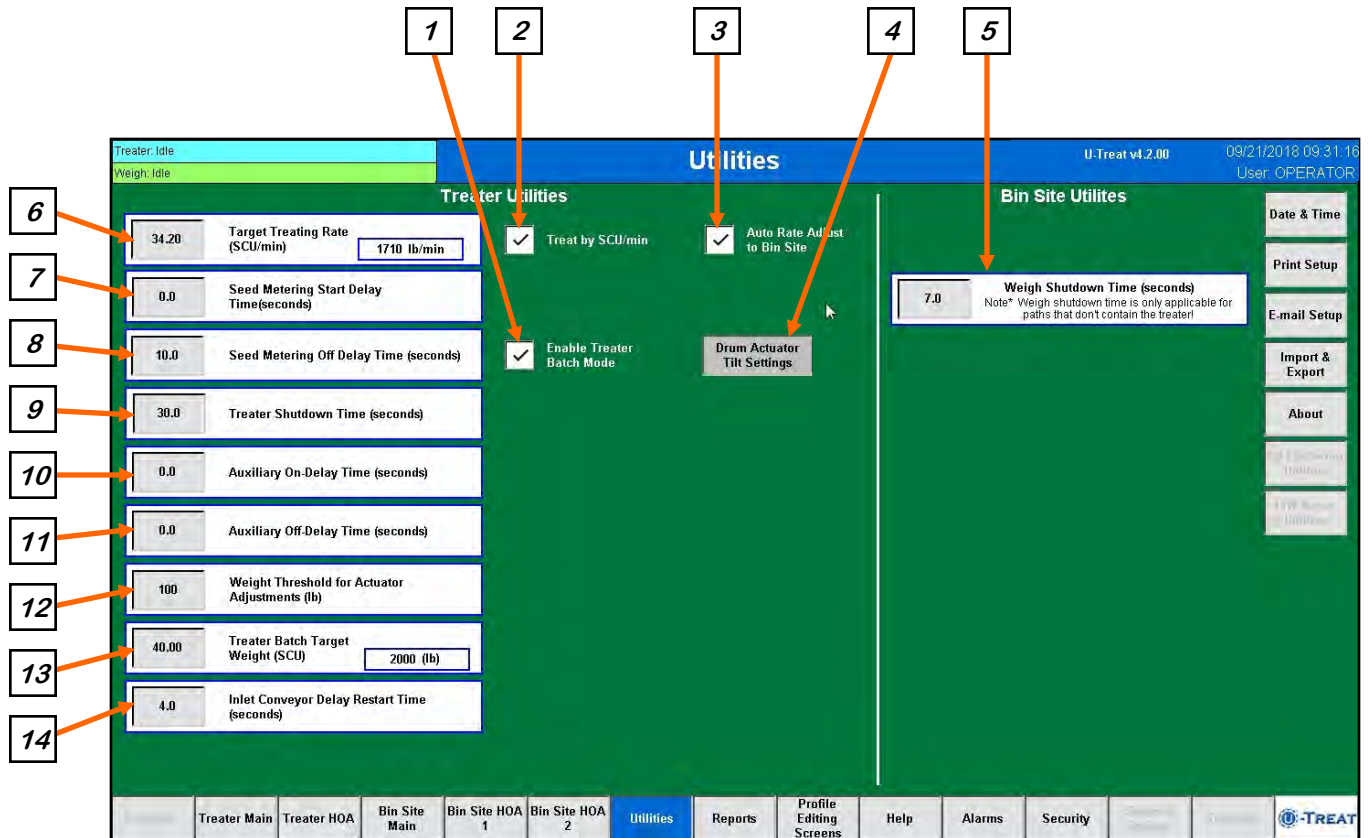 1
2
3
4
5
Treater: Idle
Weigh: Idle
Utilities
U-Treat v4.2.00
09/21/2018 09:31:16
User: OPERATOR
Treater Utilities
Bin Site Utilites
6
34.20
Target Treating Rate
(SCU/min)
1710 lb/min
Treat by SCU/min
Auto Rate Adjust
to Bin Site
7
0.0
Seed Metering Start Delay
Time(seconds)
7.0
Weigh Shutdown Time (seconds)
Note* Weigh shutdown time is only applicable for
paths that don't contain the treater!
8
10.0
Seed Metering Off Delay Time (seconds)
Enable Treater
Batch Mode
Drum Actuator
Tilt Settings
9
30.0
Treater Shutdown Time (seconds)
10
0.0
Auxiliary On-Delay Time (seconds)
11
0.0
Auxiliary Off-Delay Time (seconds)
12
100
Weight Threshold for Actuator
Adjustments (lb)
13
40.00
Treater Batch Target
Weight (SCU)
2000 (lb)
14
4.0
Inlet Conveyor Delay Restart Time
(seconds)
Date & Time
Print Setup
E-mail Setup
Import &
Export
About
Treater Main
Treater HOA
Bin Site
Main
Bin Site HOA
1
Bin Site HOA
2
Utilities
Reports
Profile
Editing
Screens
Help
Alarms
Security
U-TREAT